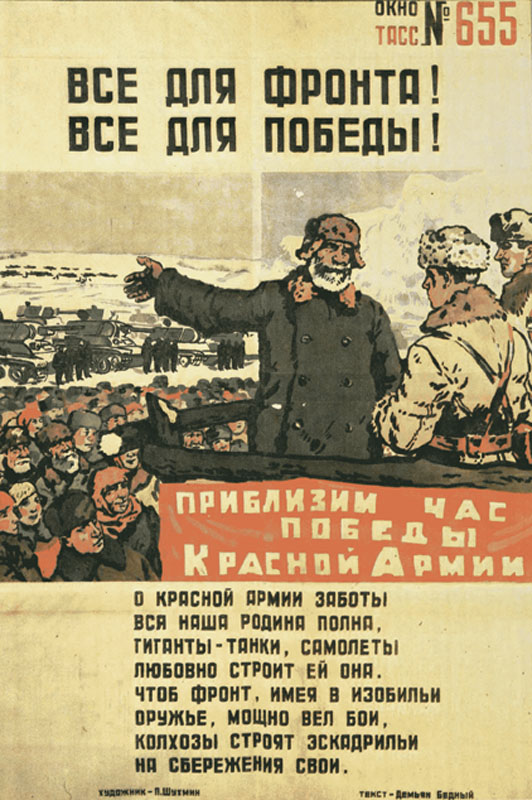 ОКНО
ТАСС № 655
ВСЕ ДЛЯ ФРОНТА!
ВСЕ ДЛЯ ПОБЕДЫ!
ПРИБЛИЗИМ ЧАС
ПОБЕДЫ
КРАСНОЙ АРМИИ
О КРАСНОЙ АРМИИ ЗАБОТЫ
ВСЯ НАША РОДИНА ПОЛНА,
ГИГАНТЫ-ТАНКИ, САМОЛЕТЫ
ЛЮБОВНО СТРОИТ ЕЙ ОНА.
ЧТОБ ФРОНТ, ИМЕЯ В ИЗОБИЛЬИ
ОРУЖЬЕ, МОЩНО ВЕЛ БОИ,
КОЛХОЗЫ СТРОЯТ ЭСКАДРИЛЬИ
НА СБЕРЕЖЕНИЯ СВОИ.
ХУДОЖНИК-П.ШУХМИН
ТЕКСТ-ДЕМЬЯН БЕДНЫЙ